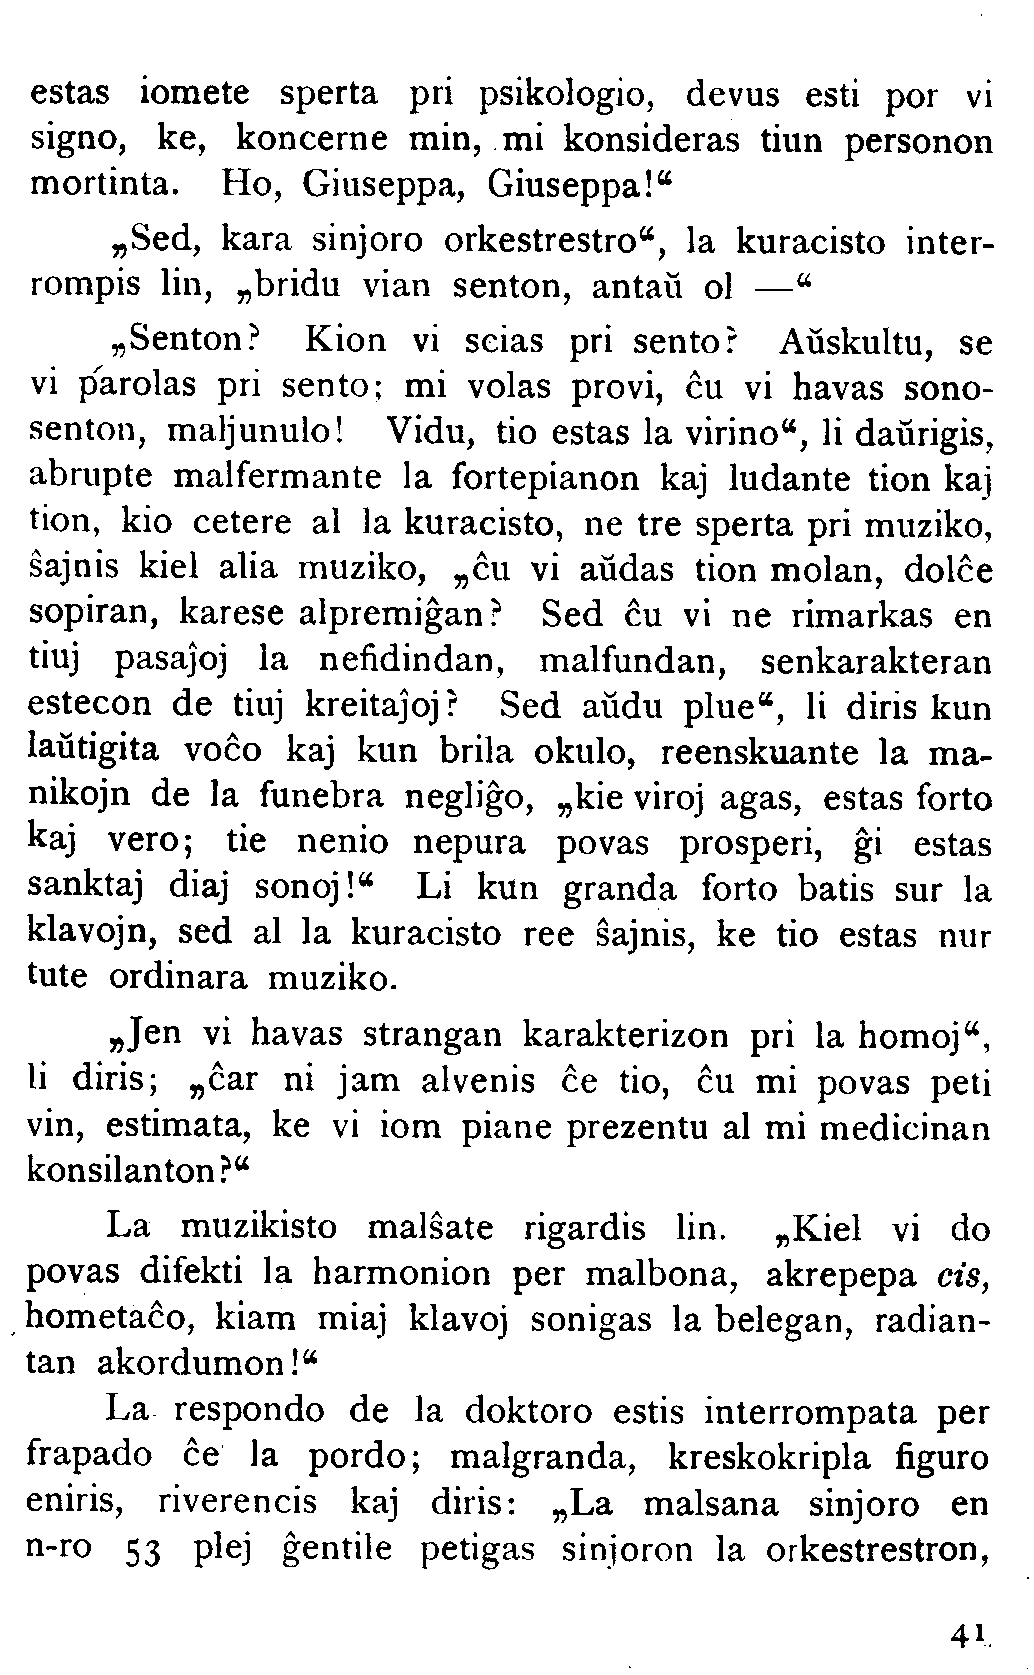 estas iomete sperta pri psikologio, devus esti por vi
signo, ke, koncerne min, mi konsideras tiun personon
mortinta. Ho, Giuseppa, Giuseppa!“
„Sed, kara sinjoro orkestrestro“, la kuracisto inter-
rompis lin, „bridu vian senton, antaŭ ol —“
„Senton? Kion vi scias pri sento? Aŭskultu, se
vi parolas pri sento; mi volas provi, ĉu vi havas sono-
senton, maljunulo! Vidu, tio estas la virino“, li daŭrigis,
abrupte malfermante la fortepianon kaj ludante tion kaj
tion, kio cetere al la kuracisto, ne tre sperta pri muziko,
ŝajnis kiel alia muziko, „ĉu vi aŭdas tion molan, dolĉe
sopiran, karese alpremiĝan? Sed ĉu vi ne rimarkas en
tiuj pasaĵoj la nefidindan, malfundan, senkarakteran
estecon de tiuj kreitaĵoj? Sed aŭdu plue“, li diris kun
laŭtigita voĉo kaj kun brila okulo, reenskuante la ma-
nikojn de la funebra negliĝo, „kie viroj agas, estas forto
kaj vero; tie nenio nepura povas prosperi, ĝi estas
sanktaj diaj sonoj!“ Li kun granda forto batis sur la
klavojn, sed al la kuracisto ree ŝajnis, ke tio estas nur
tute ordinara muziko.
„Jen vi havas strangan karakterizon pri la homoj“,
li diris; „ĉar ni jam alvenis ĉe tio, ĉu mi povas peti
vin, estimata, ke vi iom piane prezentu al mi medicinan
konsilanton?“
La muzikisto malŝate rigardis lin. „Kiel vi do
povas difekti la harmonion per malbona, akrepepa cis,
hometaĉo, kiam miaj klavoj sonigas la belegan, radian-
tan akordumon!“
La respondo de la doktoro estis interrompata per
frapado ĉe la pordo; malgranda, kreskokripla figuro
eniris, riverencis kaj diris: „La malsana sinjoro en
n-ro 53 plej ĝentile petigas sinjoron la orkestrestron,
41